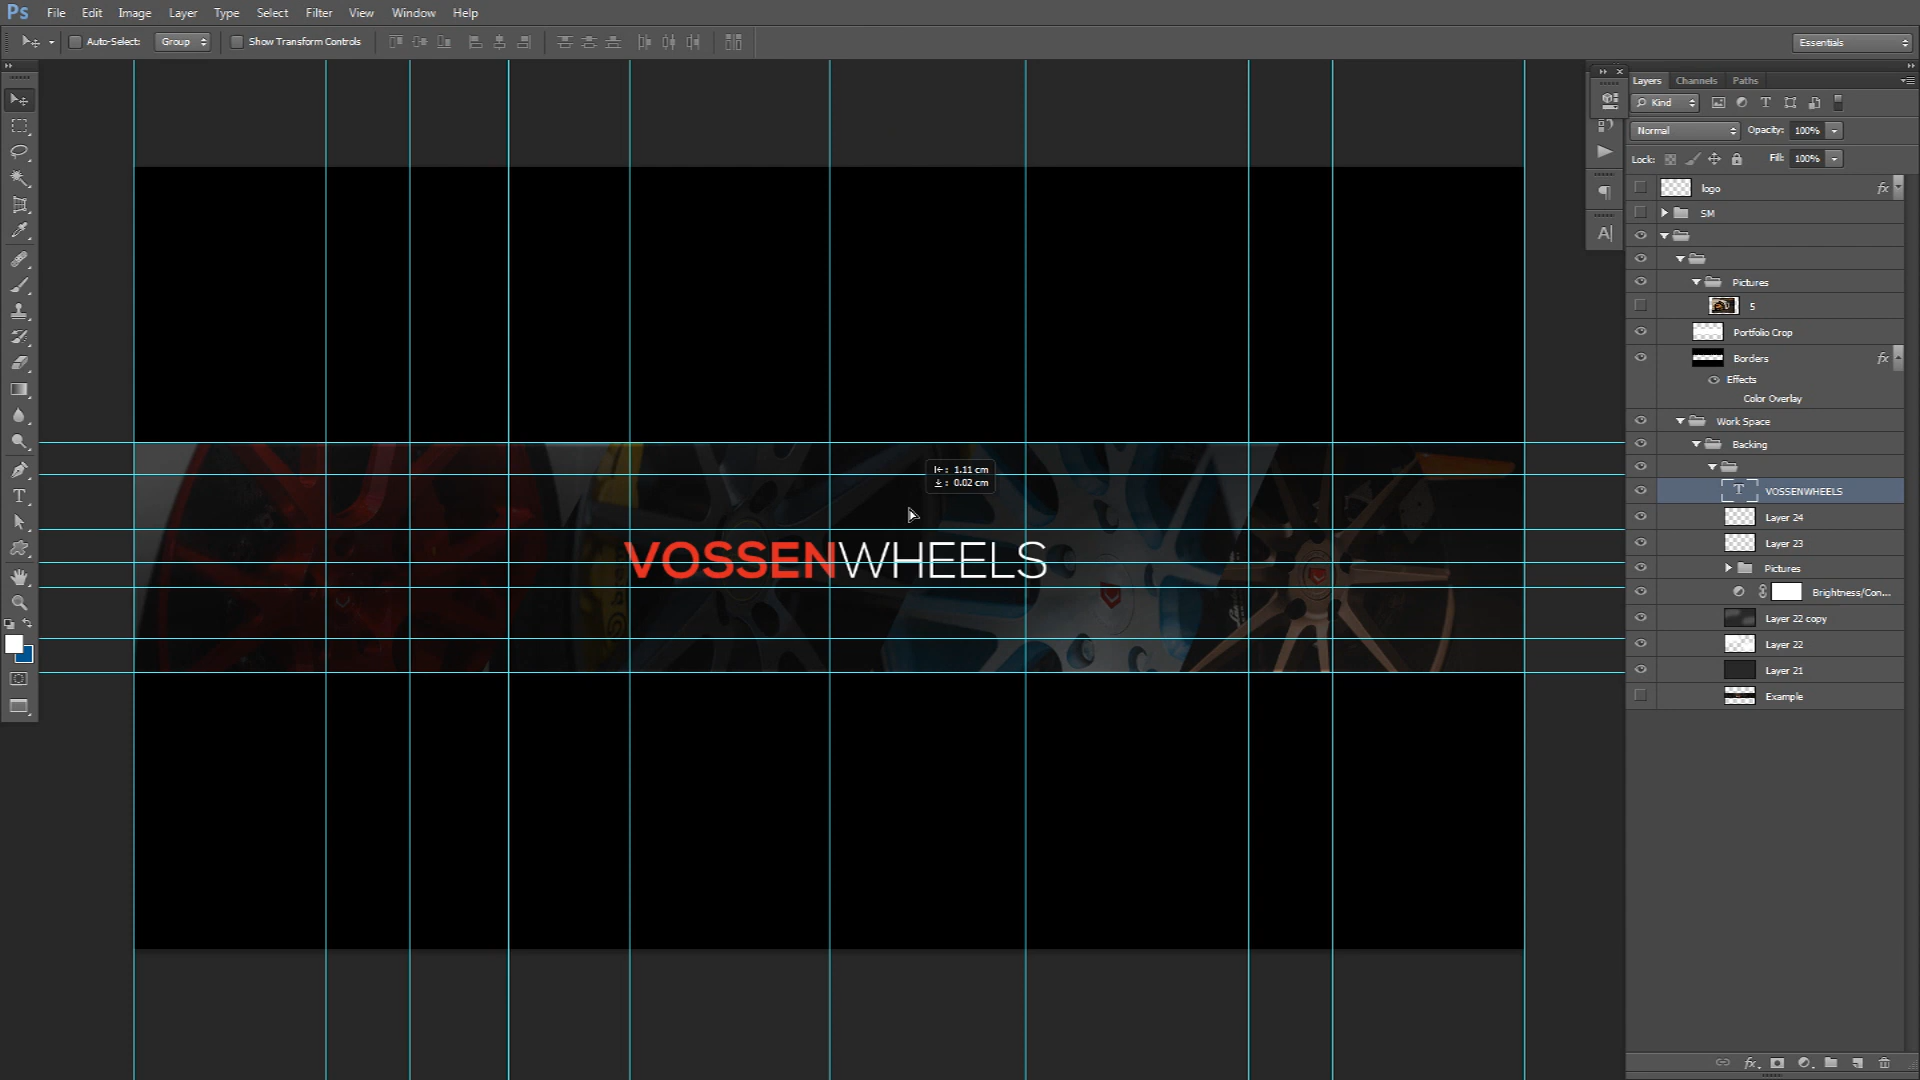 Ps File Edit Image Layer Type Select Filter View Window Help
Auto-Select: Group Show Transform Controls Essentials
Layers Channels Paths
Kind
Normal Opacity: 100%
Lock: Fill: 100%
logo fx
SM
Pictures
5
Portfolio Crop
Borders fx
Effects
Color Overlay
Work Space
Backing
VOSSENWHEELS
Layer 24
Layer 23
Pictures
Brightness/Con...
Layer 22 copy
Layer 22
Layer 21
Example
1.11 cm
0.02 cm
VOSSENWHEELS